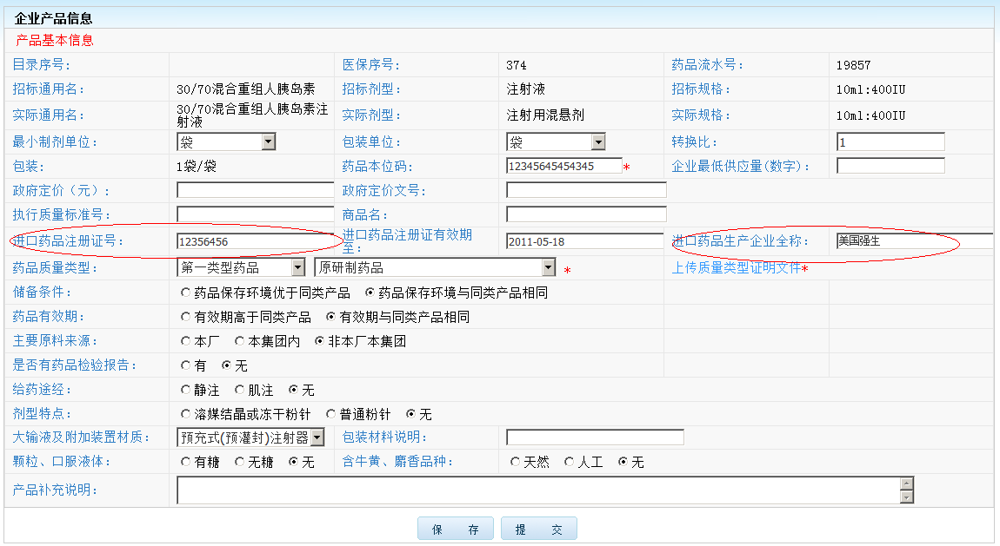 企业产品信息
产品基本信息
目录序号: 医保序号: 374 药品流水号: 19857
招标通用名: 30/70混合重组人胰岛素 招标剂型: 注射液 招标规格: 10ml:400IU
实际通用名: 30/70混合重组人胰岛素注 实际剂型: 注射用混悬剂 实际规格: 10ml:400IU
射液
最小制剂单位: 袋 包装单位: 袋 转换比: 1
包装: 1袋/袋 药品本位码: 12345645454345 * 企业最低供应量(数字):
政府定价（元）: 政府定价文号:
执行质量标准号: 商品名:
进口药品注册证号: 12356456 进口药品注册证有效期 2011-05-18 进口药品生产企业全称: 美国强生
至:
药品质量类型: 第一类型药品 原研制药品 * 上传质量类型证明文件*
储备条件: 药品保存环境优于同类产品 药品保存环境与同类产品相同
药品有效期: 有效期高于同类产品 有效期与同类产品相同
主要原料来源: 本厂 本集团内 非本厂本集团
是否有药品检验报告: 有 无
给药途经: 静注 肌注 无
剂型特点: 溶媒结晶或冻干粉针 普通粉针 无
大输液及附加装置材质: 预充式(预灌封)注射器 包装材料说明:
颗粒、口服液体: 有糖 无糖 无 含牛黄、麝香品种: 天然 人工 无
产品补充说明:
保 存 提 交